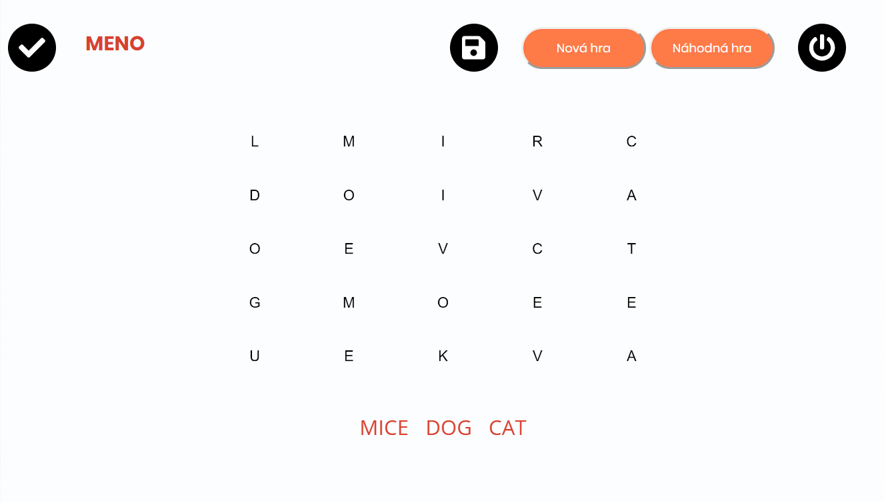 MENO
Nová hra Náhodná hra
L M I R C
D O I V A
O E V C T
G M O E E
U E K V A
MICE DOG CAT